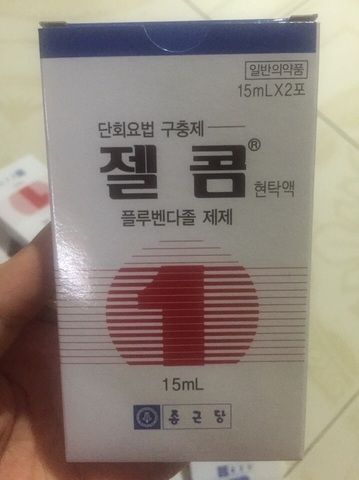 일반의약품
15mLX2포
단회요법 구충제
젤콤®
현탁액
플루벤다졸 제제
1
15mL
종근당